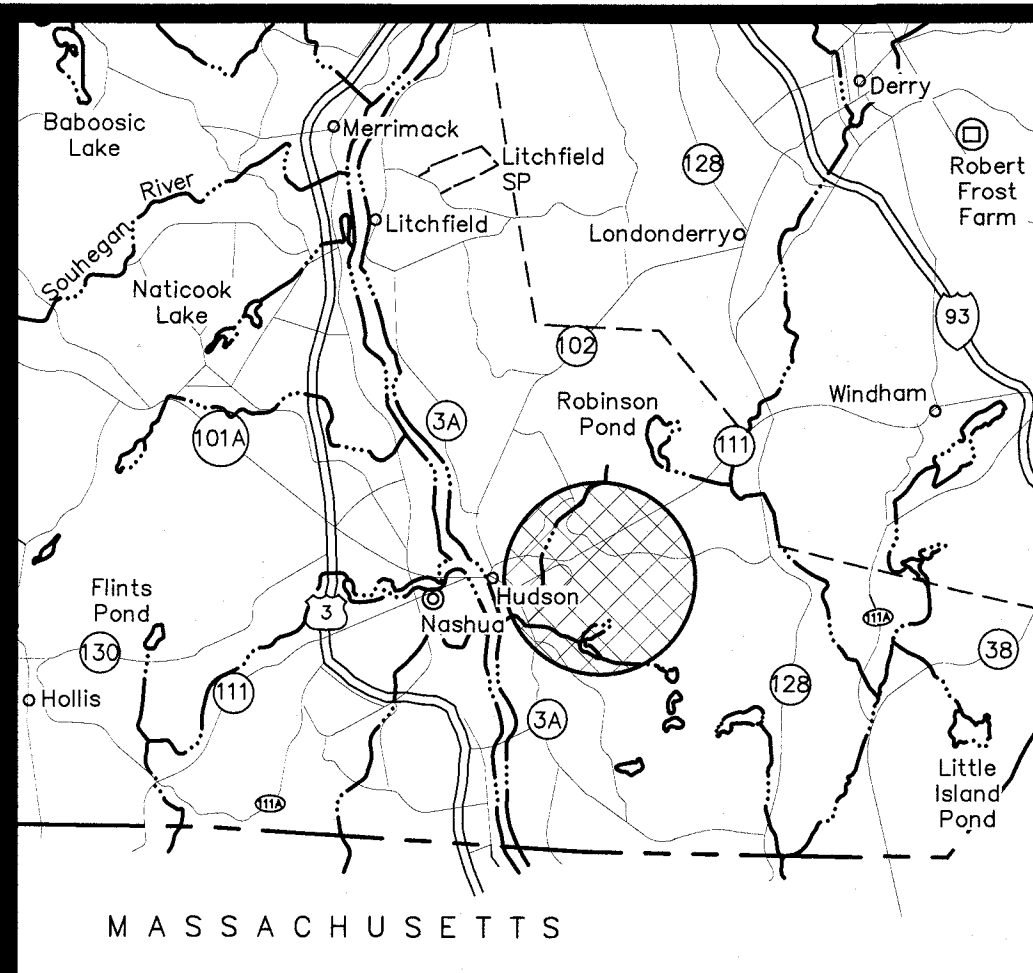 Derry
Baboosic
Lake
Merrimack
Litchfield
SP
128
Robert
Frost
Farm
Souhegan River
Litchfield
Londonderry
Naticook
Lake
93
102
Windham
Robinson
Pond
3A
101A
111
Flints
Pond
3
Hudson
Nashua
111A
130
38
Hollis
111
128
3A
Little
Island
Pond
111A
MASSACHUSETTS